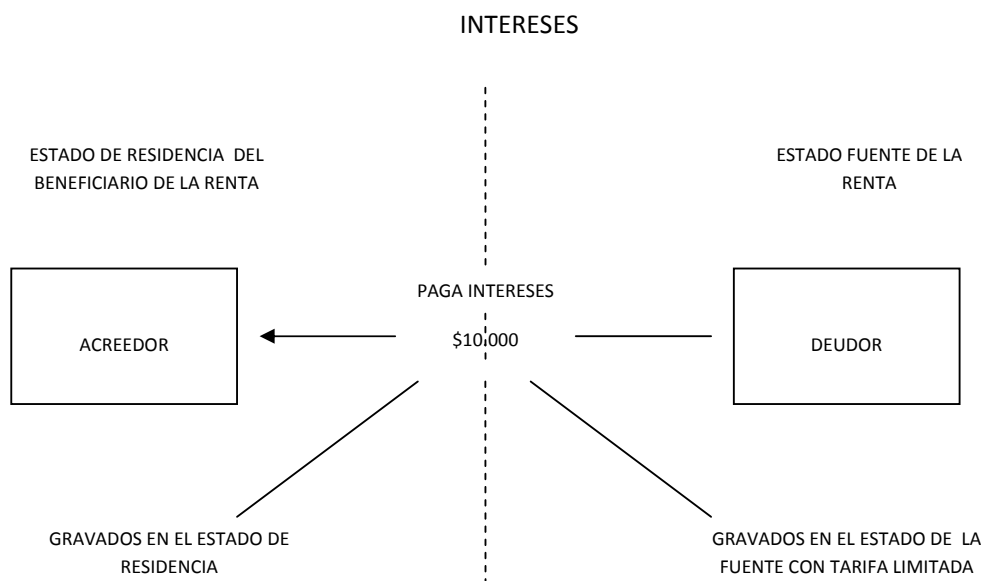 INTERESES
ESTADO DE RESIDENCIA DEL
BENEFICIARIO DE LA RENTA
ESTADO FUENTE DE LA
RENTA
PAGA INTERESES
$10.000
ACREEDOR
DEUDOR
GRAVADOS EN EL ESTADO DE
RESIDENCIA
GRAVADOS EN EL ESTADO DE LA
FUENTE CON TARIFA LIMITADA